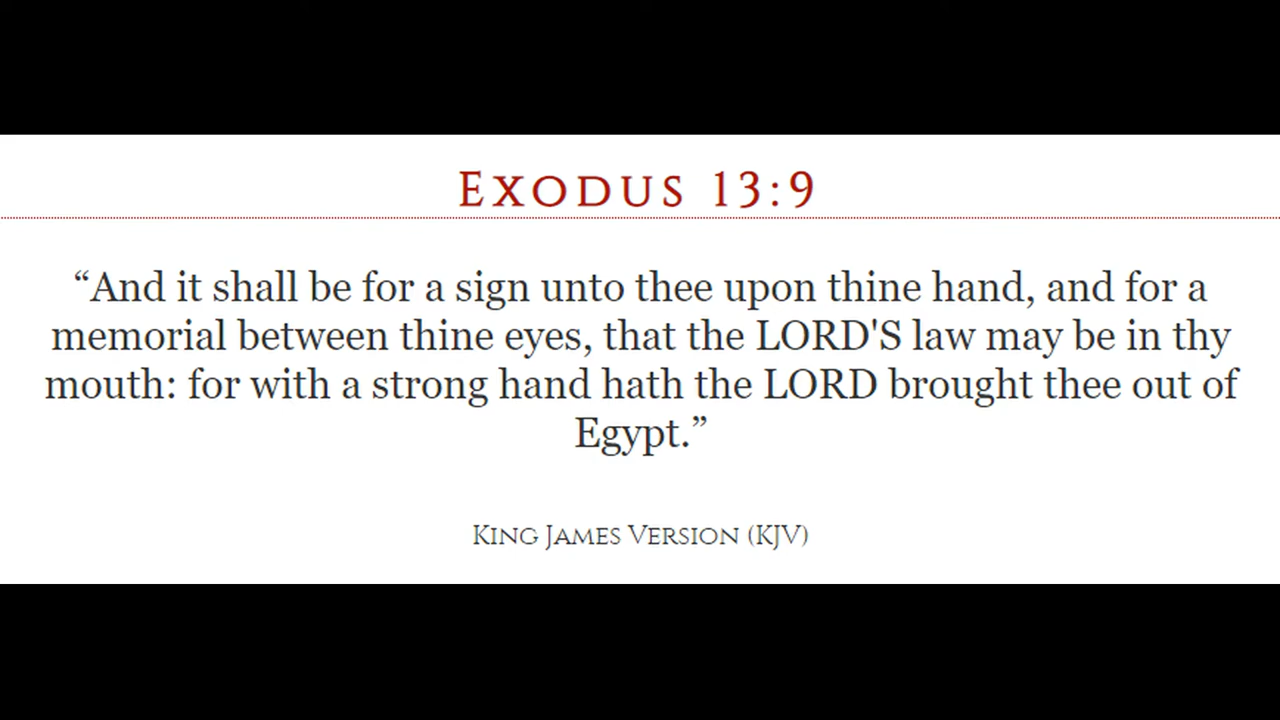 Exodus 13:9
“And it shall be for a sign unto thee upon thine hand, and for a
memorial between thine eyes, that the LORD'S law may be in thy
mouth: for with a strong hand hath the LORD brought thee out of
Egypt.”
King James Version (KJV)